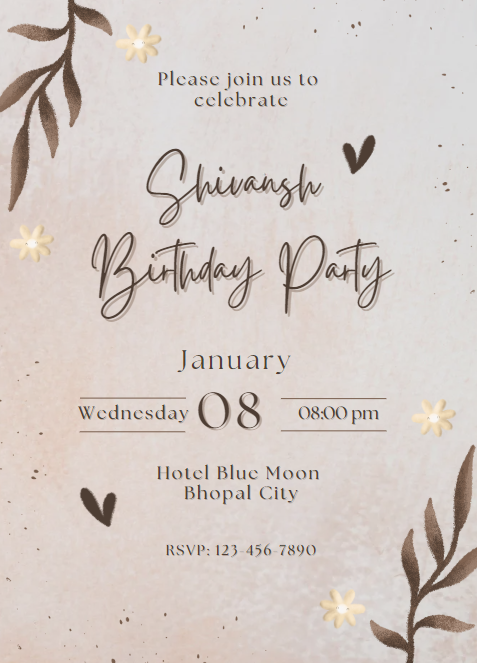 Please join us to
celebrate
Shivansh
Birthday Party
January
Wednesday 08 08:00 pm
Hotel Blue Moon
Bhopal City
RSVP: 123-456-7890